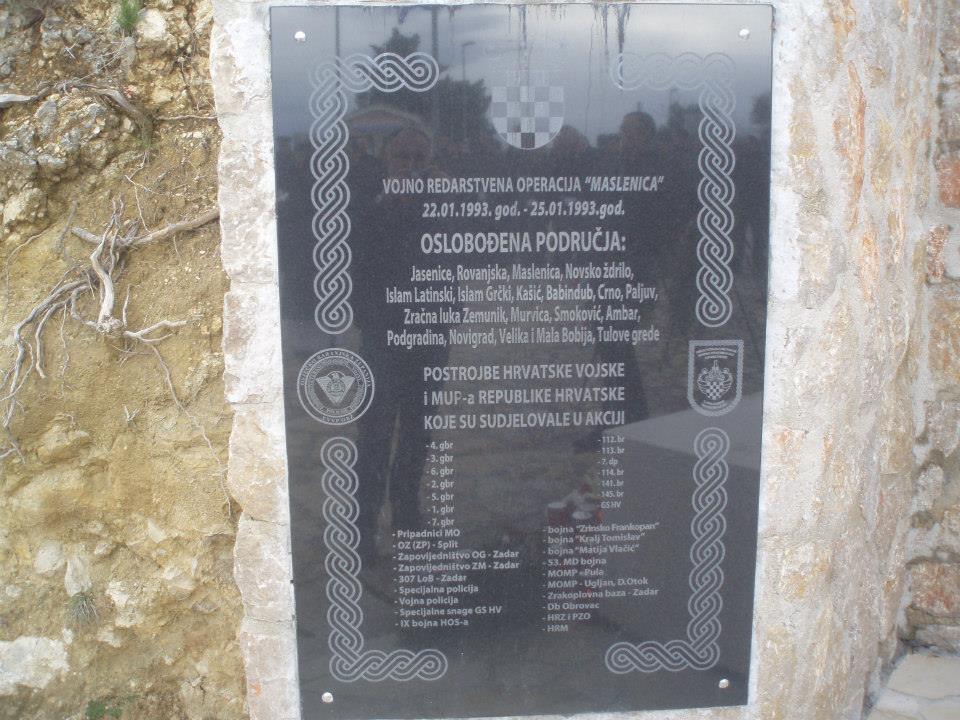 VOJNO REDARSTVENA OPERACIJA "MASLENICA"
22.01.1993. god. - 25.01.1993.god.
OSLOBOĐENA PODRUČJA:
Jasenice, Rovanjska, Maslenica, Novsko ždrilo,
Islam Latinski, Islam Grčki, Kašić, Babindub, Crno, Paljuv,
Zračna luka Zemunik, Murvica, Smoković, Ambar,
Podgradina, Novigrad, Velika i Mala Bobija, Tulove grede
POSTROJBE HRVATSKE VOJSKE
i MUP-a REPUBLIKE HRVATSKE
KOJE SU SUDJELOVALE U AKCIJI
- 4. gbr
- 3. gbr
- 6. gbr
- 2. gbr
- 5. gbr
- 1. gbr
- 7. gbr
- 112. br
- 113. br
- 7. dp
- 114. br
- 141. br
- 145. br
- GS HV
- Pripadnici MO
- OZ (ZP) - Split
- Zapovjedništvo OG - Zadar
- Zapovjedništvo ZM - Zadar
- 307 LoB - Zadar
- Specijalna policija
- Vojna policija
- Specijalne snage GS HV
- IX bojna HOS-a
- bojna "Zrinsko Frankopan"
- bojna "Kralj Tomislav"
- bojna "Matija Vlačić"
- 53. MD bojna
- MOMP - Pula
- MOMP - Ugljan, D.Otok
- Zrakoplovna baza - Zadar
- Db Obrovac
- HRZ i PZO
- HRM